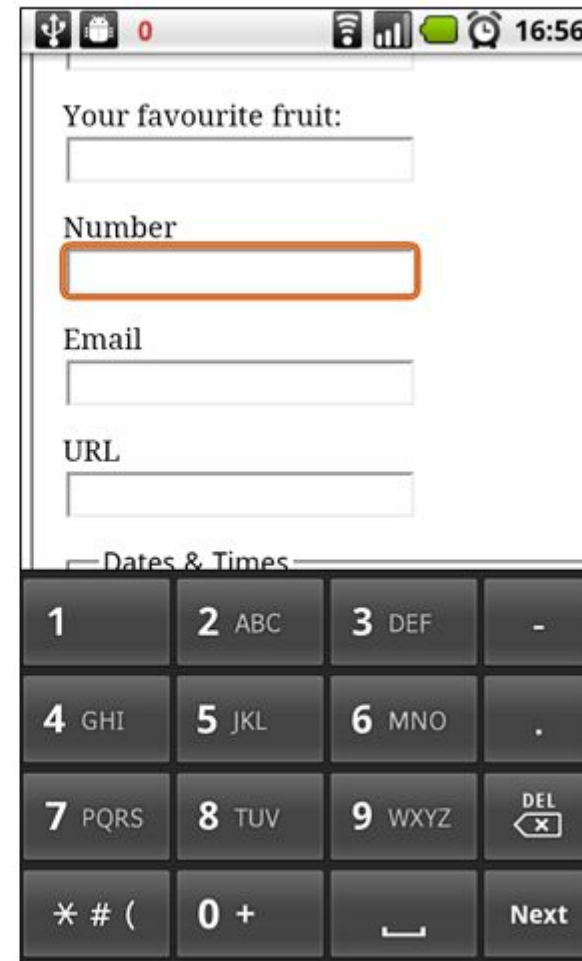 0 16:56
Your favourite fruit:
Number
Email
URL
Dates & Times
1 2 ABC 3 DEF -
4 GHI 5 JKL 6 MNO .
7 PQRS 8 TUV 9 WXYZ DEL
* # ( 0 + Next